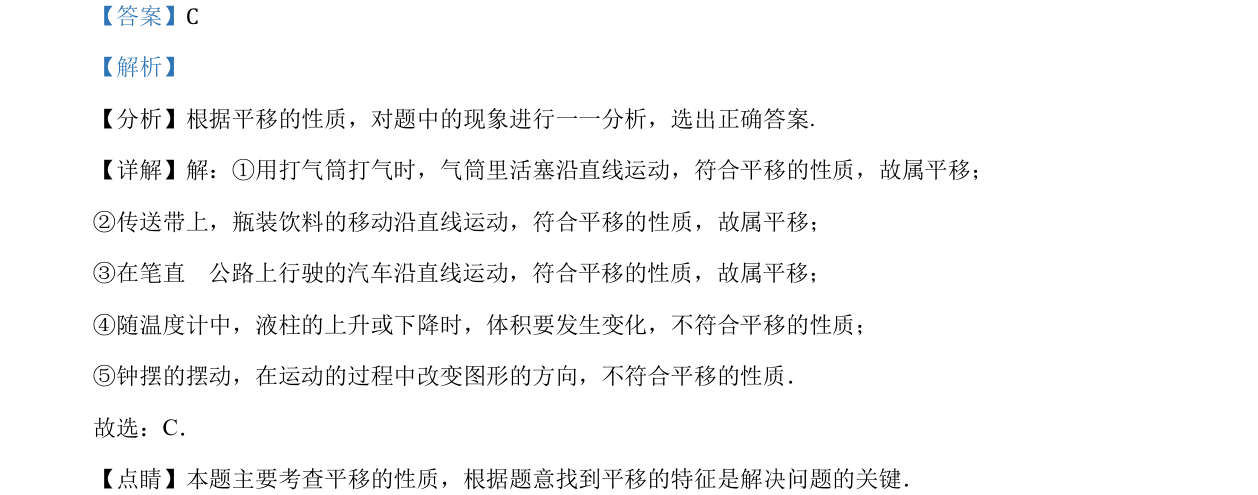 【答案】C
【解析】
【分析】根据平移的性质，对题中的现象进行一一分析，选出正确答案.
【详解】解：①用打气筒打气时，气筒里活塞沿直线运动，符合平移的性质，故属平移；
②传送带上，瓶装饮料的移动沿直线运动，符合平移的性质，故属平移；
③在笔直　公路上行驶的汽车沿直线运动，符合平移的性质，故属平移；
④随温度计中，液柱的上升或下降时，体积要发生变化，不符合平移的性质；
⑤钟摆的摆动，在运动的过程中改变图形的方向，不符合平移的性质．
故选：C．
【点睛】本题主要考查平移的性质，根据题意找到平移的特征是解决问题的关键．